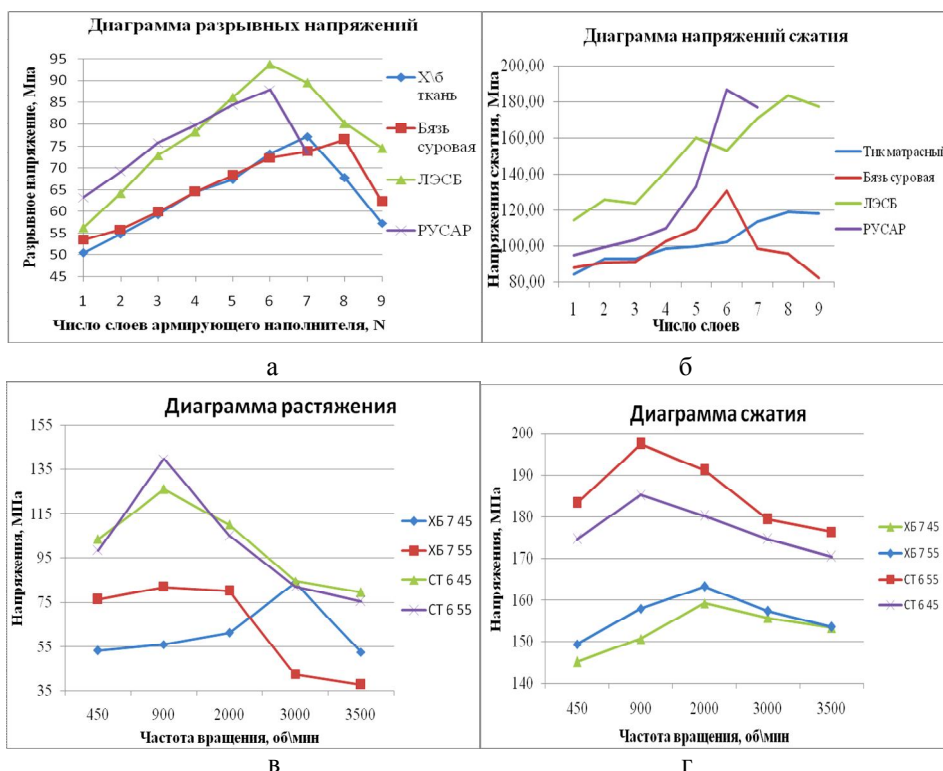 Диаграмма разрывных напряжений
Разрывное напряжение, Мпа
95
90
85
80
75
70
65
60
55
50
45
1 2 3 4 5 6 7 8 9
Число слоев армирующего наполнителя, N
Х\б
ткань
Бязь
суровая
ЛЭСБ
РУСАР
а
Диаграмма напряжений сжатия
Напряжения сжатия, Мпа
200,00
180,00
160,00
140,00
120,00
100,00
80,00
1 2 3 4 5 6 7 8 9
Число слоев
Тик матрасный
Бязь суровая
ЛЭСБ
РУСАР
б
Диаграмма растяжения
Напряжения, МПа
155
135
115
95
75
55
35
450 900 2000 3000 3500
Частота вращения, об\мин
ХБ 7 45
ХБ 7 55
СТ 6 45
СТ 6 55
в
Диаграмма сжатия
Напряжения, МПа
200
190
180
170
160
150
140
450 900 2000 3000 3500
Частота вращения, об\мин
ХБ 7 45
ХБ 7 55
СТ 6 55
СТ 6 45
г